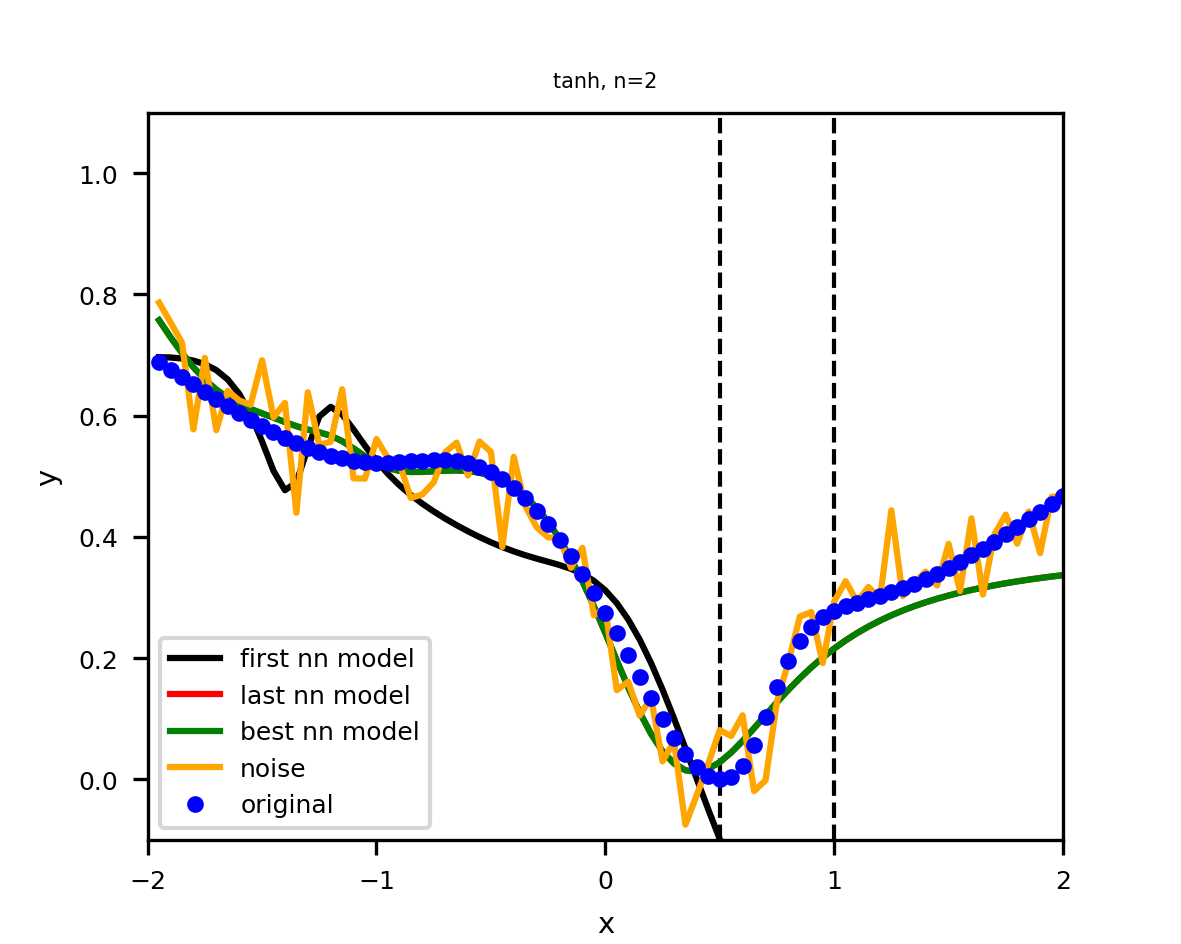 tanh, n=2
1.0
0.8
0.6
0.4
0.2
0.0
y
first nn model
last nn model
best nn model
noise
original
−2
−1
0
1
2
x